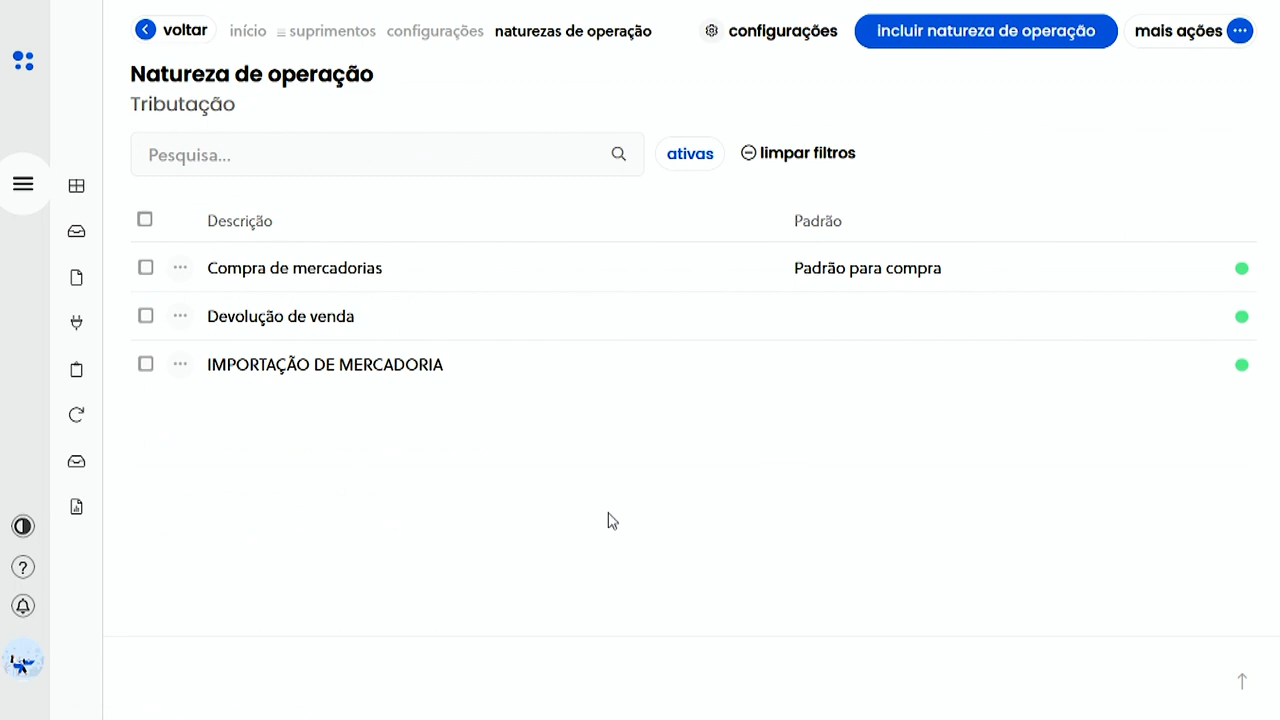 voltar início suprimentos configurações naturezas de operação configurações incluir natureza de operação mais ações
Natureza de operação
Tributação
Pesquisa... ativas limpar filtros
Descrição Padrão
Compra de mercadorias Padrão para compra
Devolução de venda
IMPORTAÇÃO DE MERCADORIA